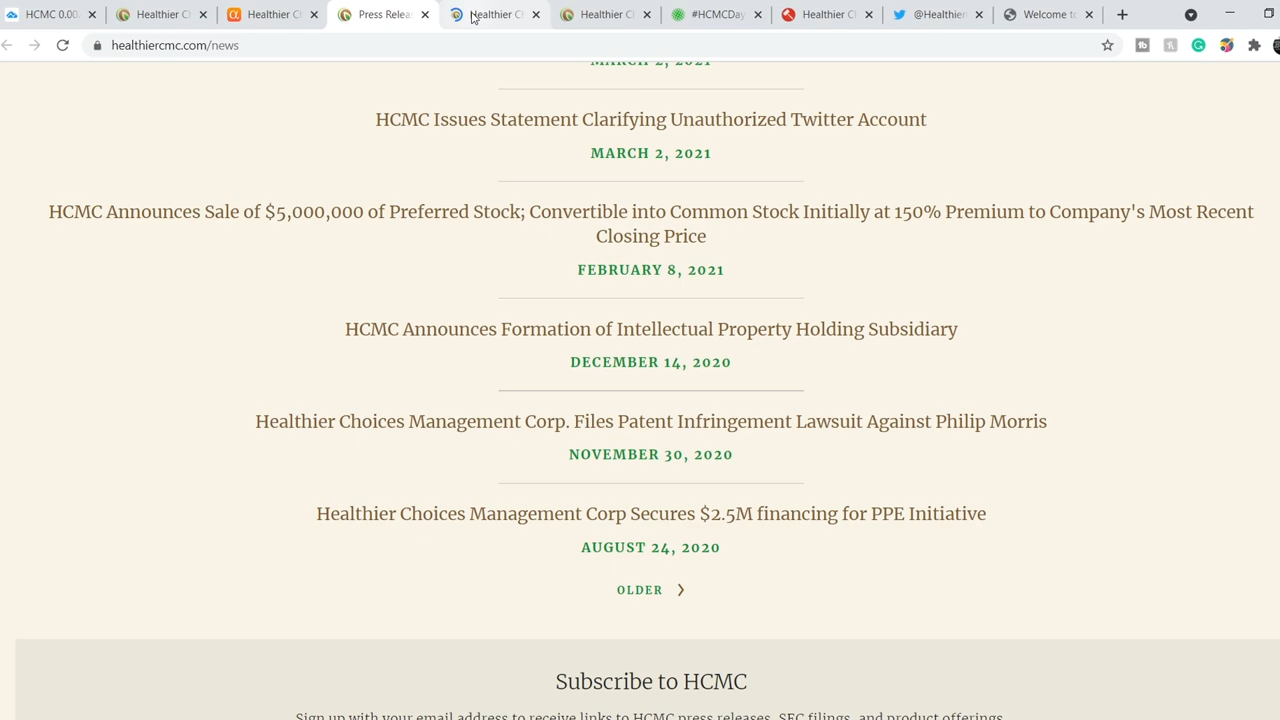 HCMC 0.00
Healthier C
Healthier C
Press Relea
Healthier C
Healthier C
#HCMCDay
Healthier C
@Healthier
Welcome to
healthiercmc.com/news
MARCH 2, 2021
HCMC Issues Statement Clarifying Unauthorized Twitter Account
MARCH 2, 2021
HCMC Announces Sale of $5,000,000 of Preferred Stock; Convertible into Common Stock Initially at 150% Premium to Company's Most Recent
Closing Price
FEBRUARY 8, 2021
HCMC Announces Formation of Intellectual Property Holding Subsidiary
DECEMBER 14, 2020
Healthier Choices Management Corp. Files Patent Infringement Lawsuit Against Philip Morris
NOVEMBER 30, 2020
Healthier Choices Management Corp Secures $2.5M financing for PPE Initiative
AUGUST 24, 2020
OLDER
Subscribe to HCMC
Sign up with your email address to receive links to HCMC press releases, SEC filings, and product offerings.